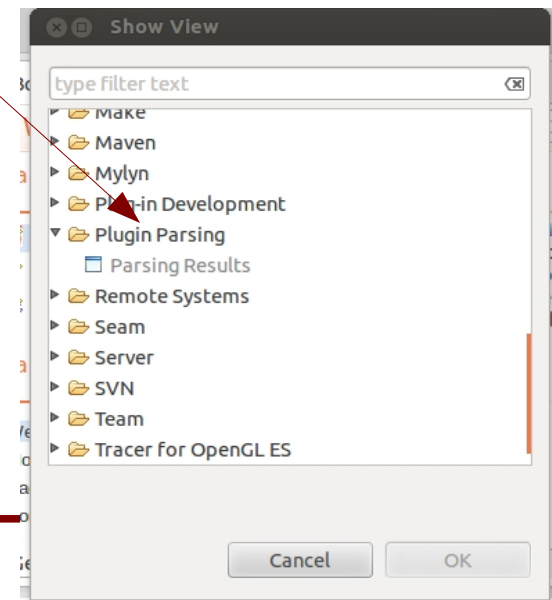 Show View
type filter text
Make
Maven
Mylyn
Plug-in Development
Plugin Parsing
Parsing Results
Remote Systems
Seam
Server
SVN
Team
Tracer for OpenGL ES
Cancel
OK